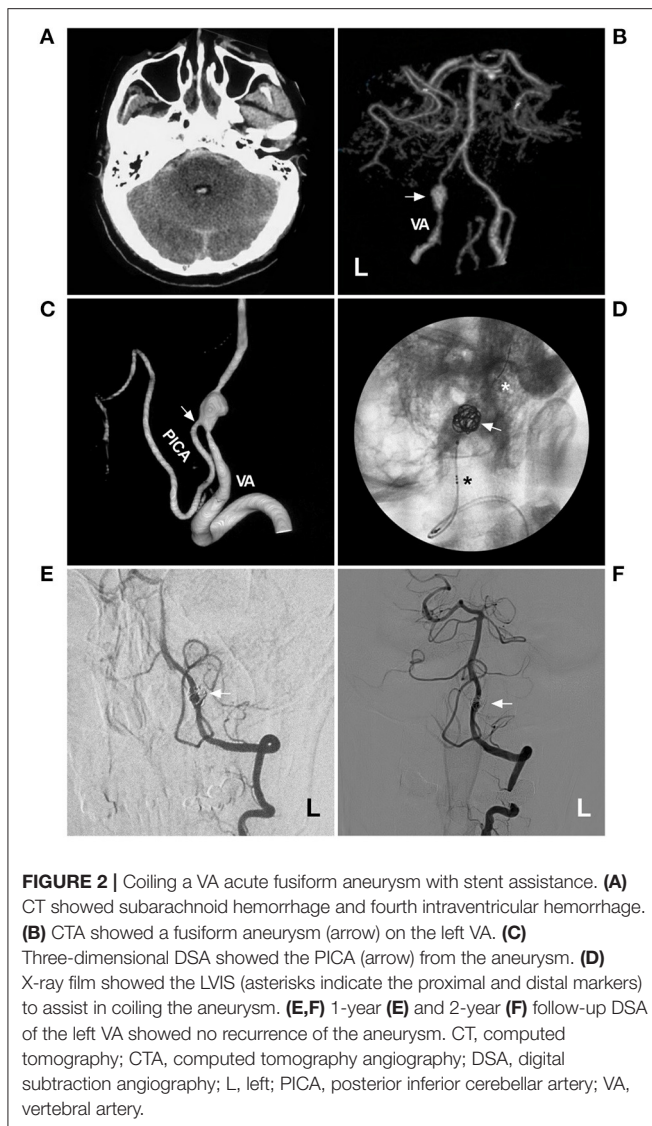 A
B
VA
L
C
D
PICA
VA
*
*
E
F
L
L
FIGURE 2 | Coiling a VA acute fusiform aneurysm with stent assistance. (A)
CT showed subarachnoid hemorrhage and fourth intraventricular hemorrhage.
(B) CTA showed a fusiform aneurysm (arrow) on the left VA. (C)
Three-dimensional DSA showed the PICA (arrow) from the aneurysm. (D)
X-ray film showed the LVIS (asterisks indicate the proximal and distal markers)
to assist in coiling the aneurysm. (E,F) 1-year (E) and 2-year (F) follow-up DSA
of the left VA showed no recurrence of the aneurysm. CT, computed
tomography; CTA, computed tomography angiography; DSA, digital
subtraction angiography; L, left; PICA, posterior inferior cerebellar artery; VA,
vertebral artery.